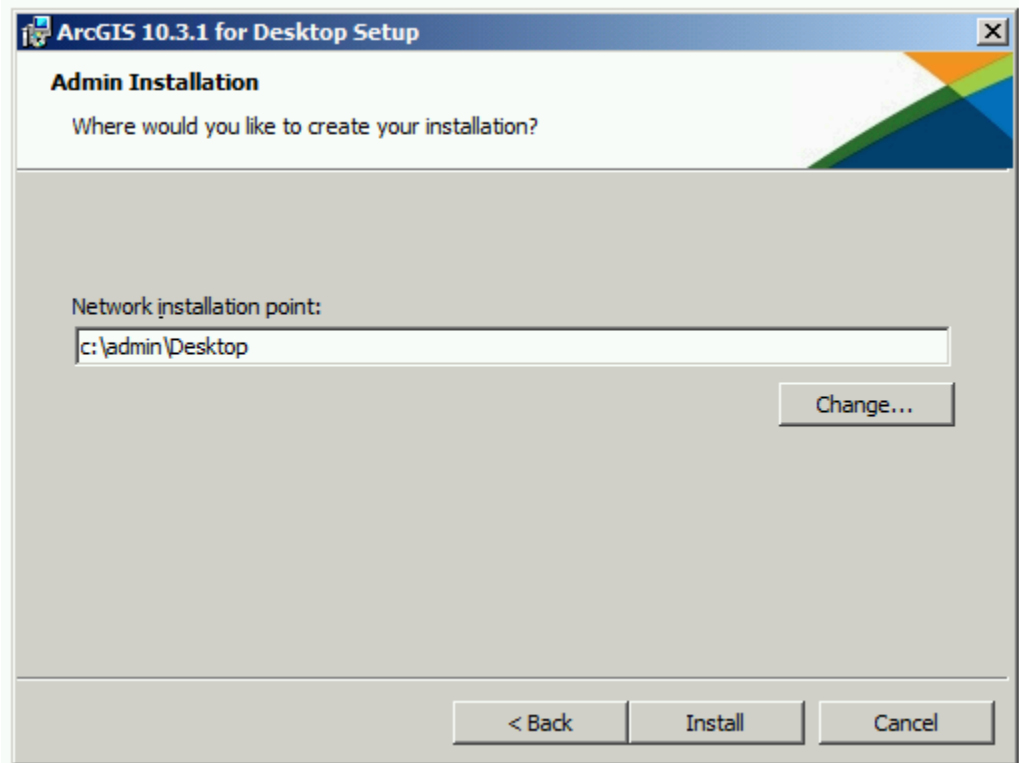 ArcGIS 10.3.1 for Desktop Setup
Admin Installation
Where would you like to create your installation?
Network installation point:
c:\admin\Desktop
Change...
< Back Install Cancel